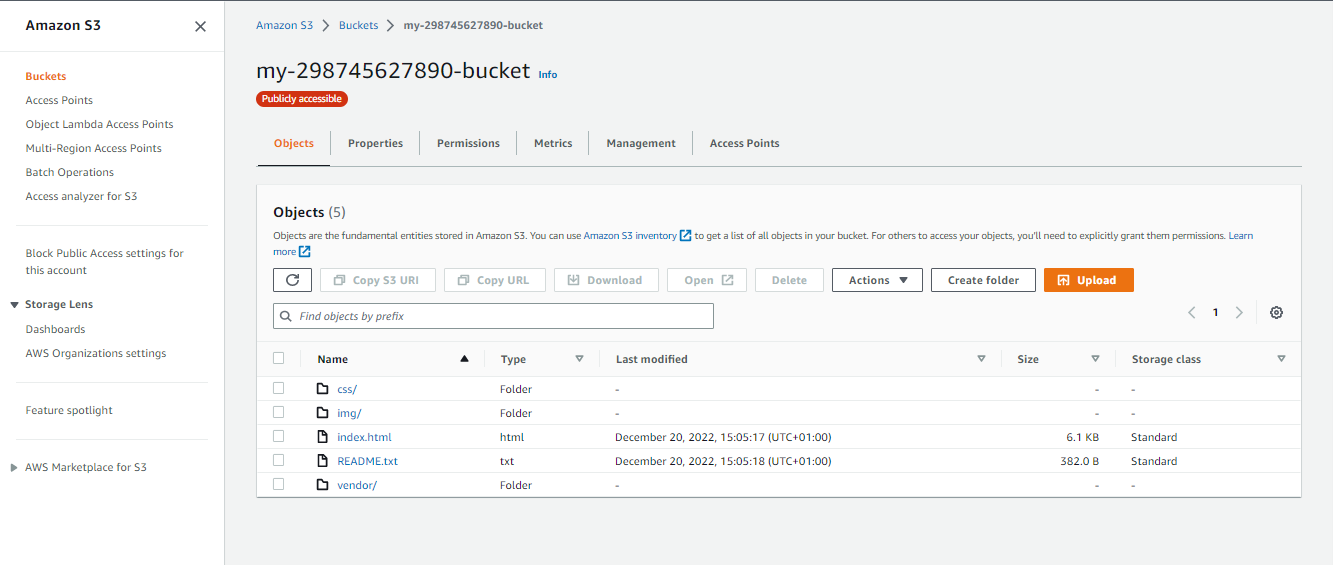 Amazon S3
Buckets
Access Points
Object Lambda Access Points
Multi-Region Access Points
Batch Operations
Access analyzer for S3
Block Public Access settings for
this account
Storage Lens
Dashboards
AWS Organizations settings
Feature spotlight
AWS Marketplace for S3
Amazon S3 > Buckets > my-298745627890-bucket
my-298745627890-bucket Info
Publicly accessible
Objects Properties Permissions Metrics Management Access Points
Objects (5)
Objects are the fundamental entities stored in Amazon S3. You can use Amazon S3 inventory to get a list of all objects in your bucket. For others to access your objects, you'll need to explicitly grant them permissions. Learn
more
Copy S3 URI Copy URL Download Open Delete Actions Create folder Upload
Find objects by prefix 1
Name Type Last modified Size Storage class
css/ Folder - - -
img/ Folder - - -
index.html html December 20, 2022, 15:05:17 (UTC+01:00) 6.1 KB Standard
README.txt txt December 20, 2022, 15:05:18 (UTC+01:00) 382.0 B Standard
vendor/ Folder - - -